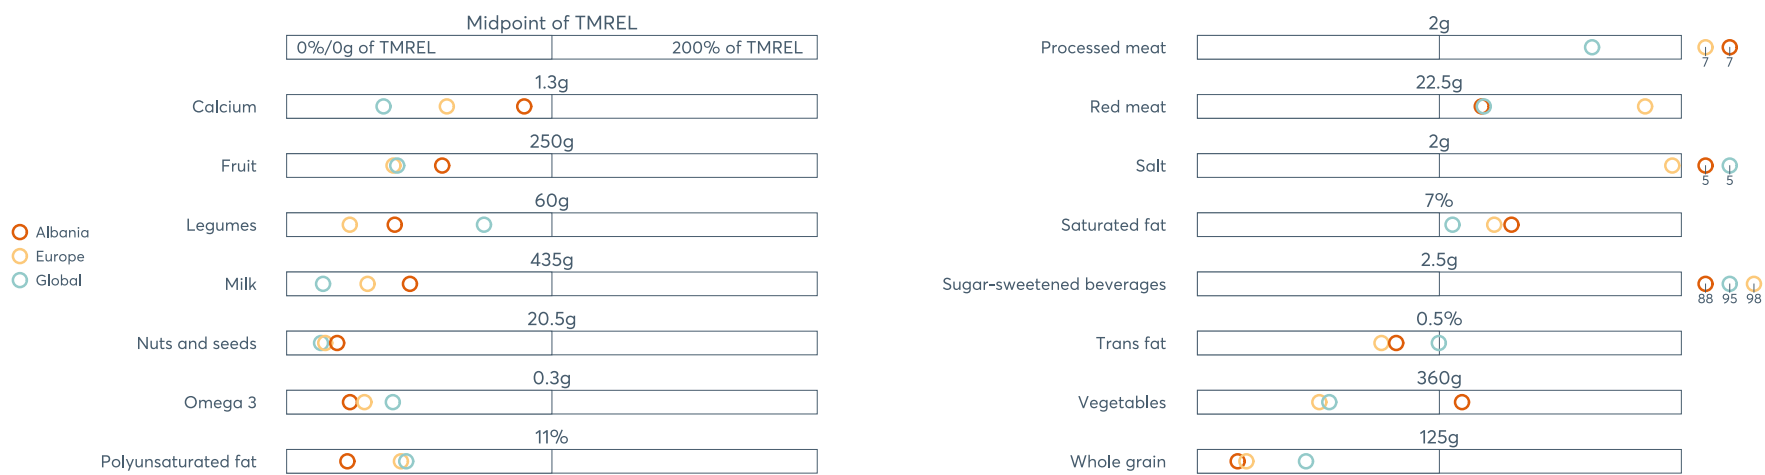 Midpoint of TMREL
0%/0g of TMREL 200% of TMREL
1.3g
Calcium
250g
Fruit
60g
Legumes
435g
Milk
20.5g
Nuts and seeds
0.3g
Omega 3
11%
Polyunsaturated fat
Albania
Europe
Global
2g
Processed meat
7 7
22.5g
Red meat
2g
Salt
5 5
7%
Saturated fat
2.5g
Sugar-sweetened beverages
88 95 98
0.5%
Trans fat
360g
Vegetables
125g
Whole grain